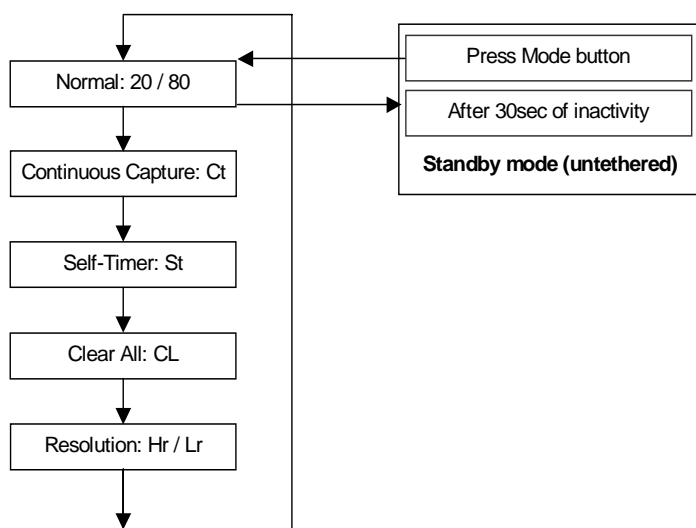 Normal: 20 / 80
Continuous Capture: Ct
Self-Timer: St
Clear All: CL
Resolution: Hr / Lr
Press Mode button
After 30sec of inactivity
Standby mode (untethered)